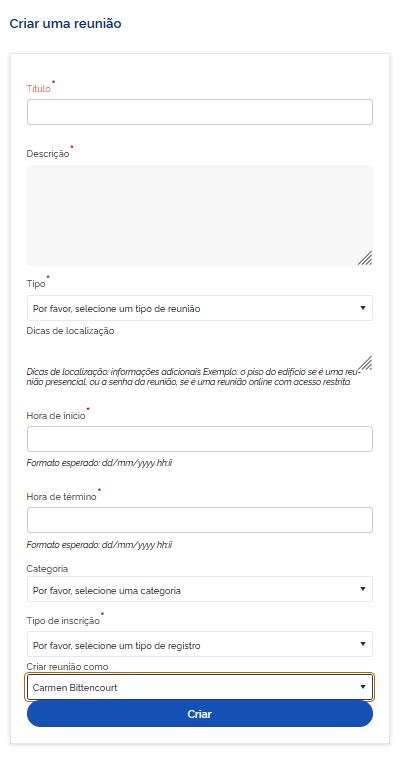 Criar uma reunião
Título*
Descrição*
Tipo*
Por favor, selecione um tipo de reunião
Dicas de localização
Dicas de localização: informações adicionais Exemplo: o piso do edifício se é uma reu-
nião presencial, ou a senha da reunião, se é uma reunião online com acesso restrito.
Hora de início*
Formato esperado: dd/mm/yyyy hh:ii
Hora de término*
Formato esperado: dd/mm/yyyy hh:ii
Categoria
Por favor, selecione uma categoria
Tipo de inscrição*
Por favor, selecione um tipo de registro
Criar reunião como
Carmen Bittencourt
Criar